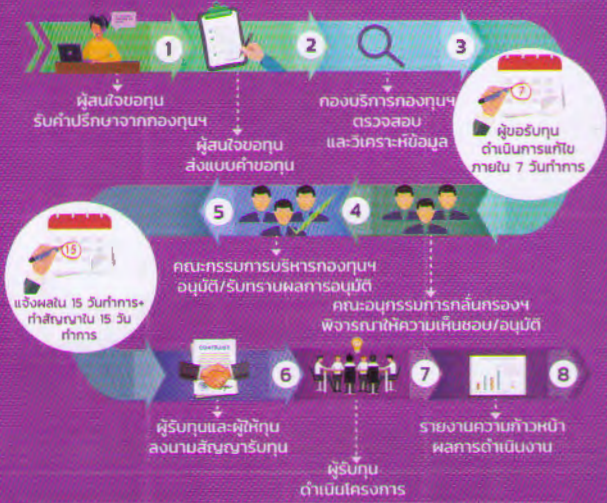 1
2
3
ผู้สนใจขอทุน
รับคำปรึกษาจากกองทุนฯ
ผู้สนใจขอทุน
ส่งแบบคำขอทุน
กองบริการกองทุนฯ
ตรวจสอบ
และวิเคราะห์ข้อมูล
7
ผู้ขอรับทุน
ดำเนินการแก้ไข
ภายใน 7 วันทำการ
5
4
15
แจ้งผลใน 15 วันทำการ+
ทำสัญญาใน 15 วัน
ทำการ
คณะกรรมการบริหารกองทุนฯ
อนุมัติ/รับทราบผลการอนุมัติ
คณะอนุกรรมการกลั่นกรองฯ
พิจารณาให้ความเห็นชอบ/อนุมัติ
CONTRACT
6
7
8
ผู้รับทุนและผู้ให้ทุน
ลงนามสัญญารับทุน
ผู้รับทุน
ดำเนินโครงการ
รายงานความก้าวหน้า
ผลการดำเนินงาน